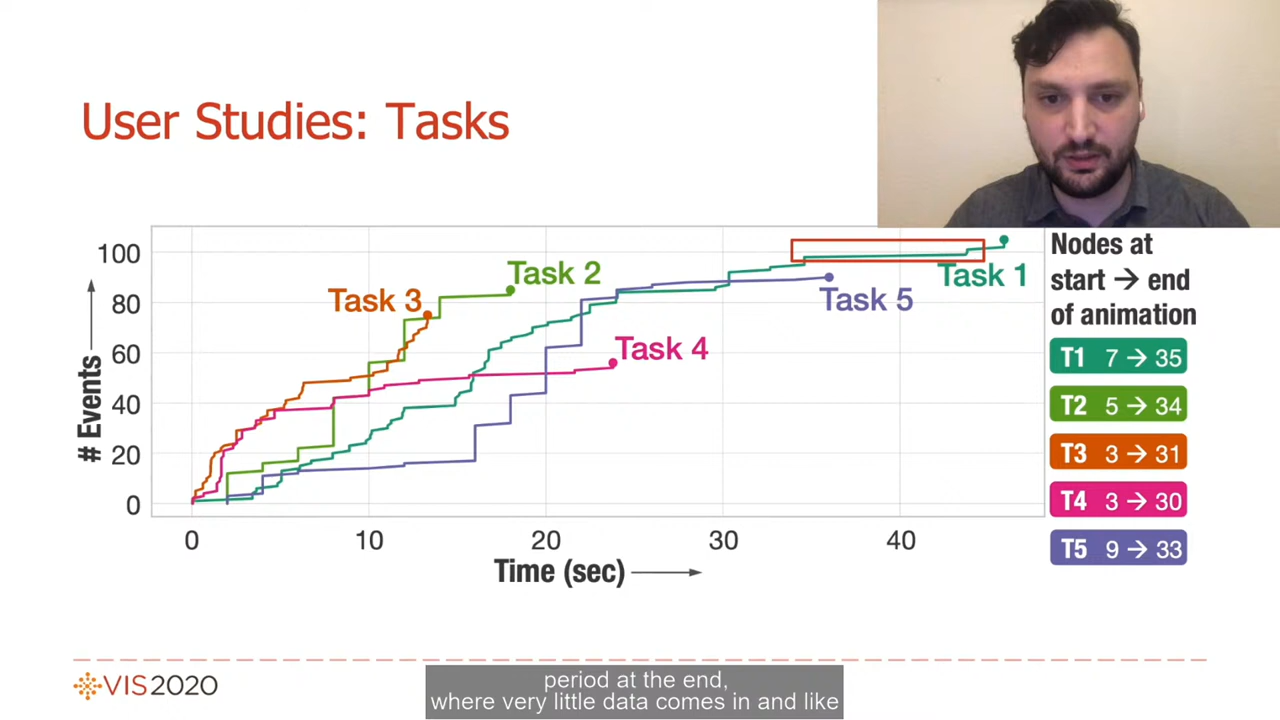 User Studies: Tasks
100
80
60
40
20
0
# Events
Task 3
Task 2
Task 4
Task 5
Task 1
0 10 20 30 40
Time (sec)
Nodes at
start → end
of animation
T1 7 → 35
T2 5 → 34
T3 3 → 31
T4 3 → 30
T5 9 → 33
VIS2020
period at the end,
where very little data comes in and like